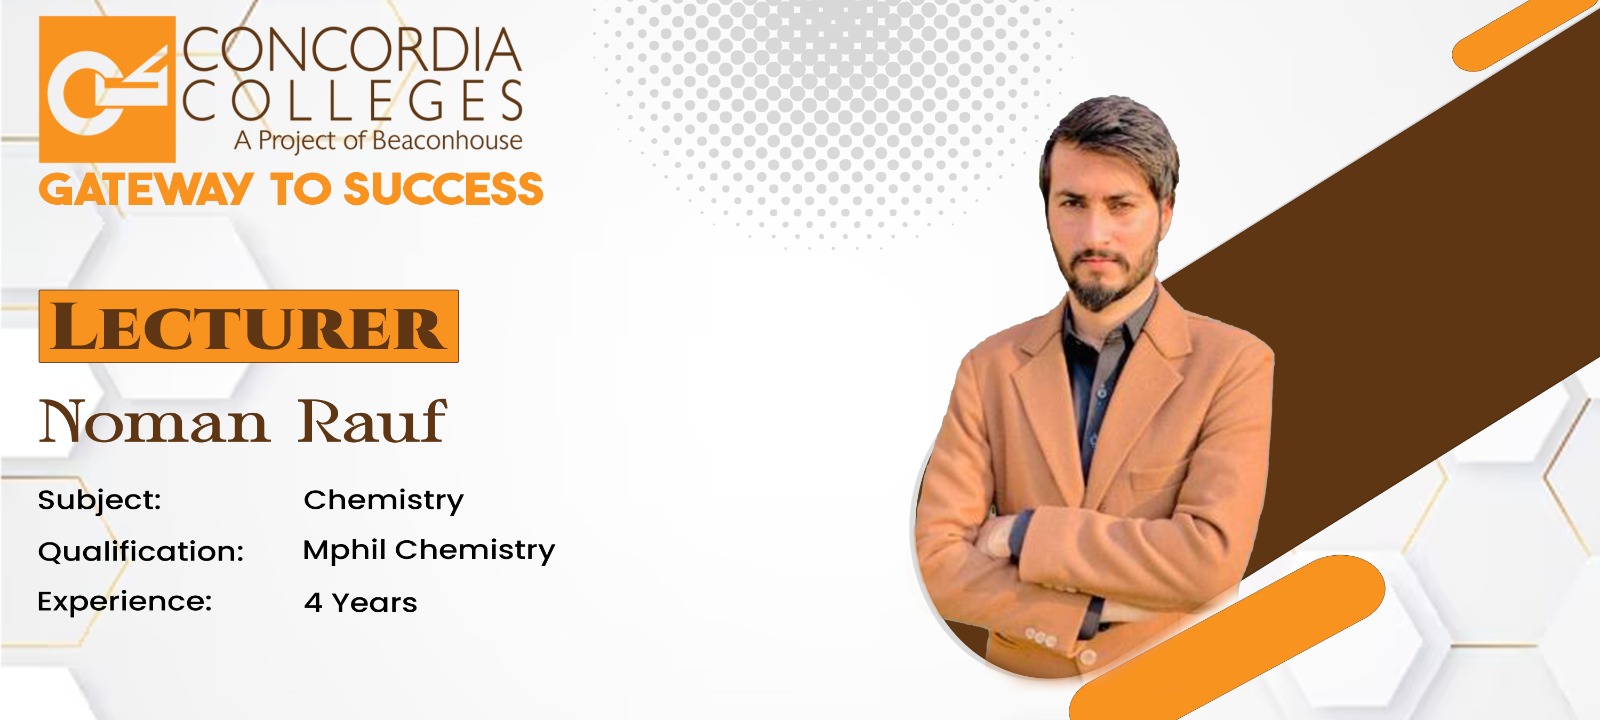 CONCORDIA
COLLEGES
A Project of Beaconhouse
GATEWAY TO SUCCESS
LECTURER
Noman Rauf
Subject: Chemistry
Qualification: Mphil Chemistry
Experience: 4 Years